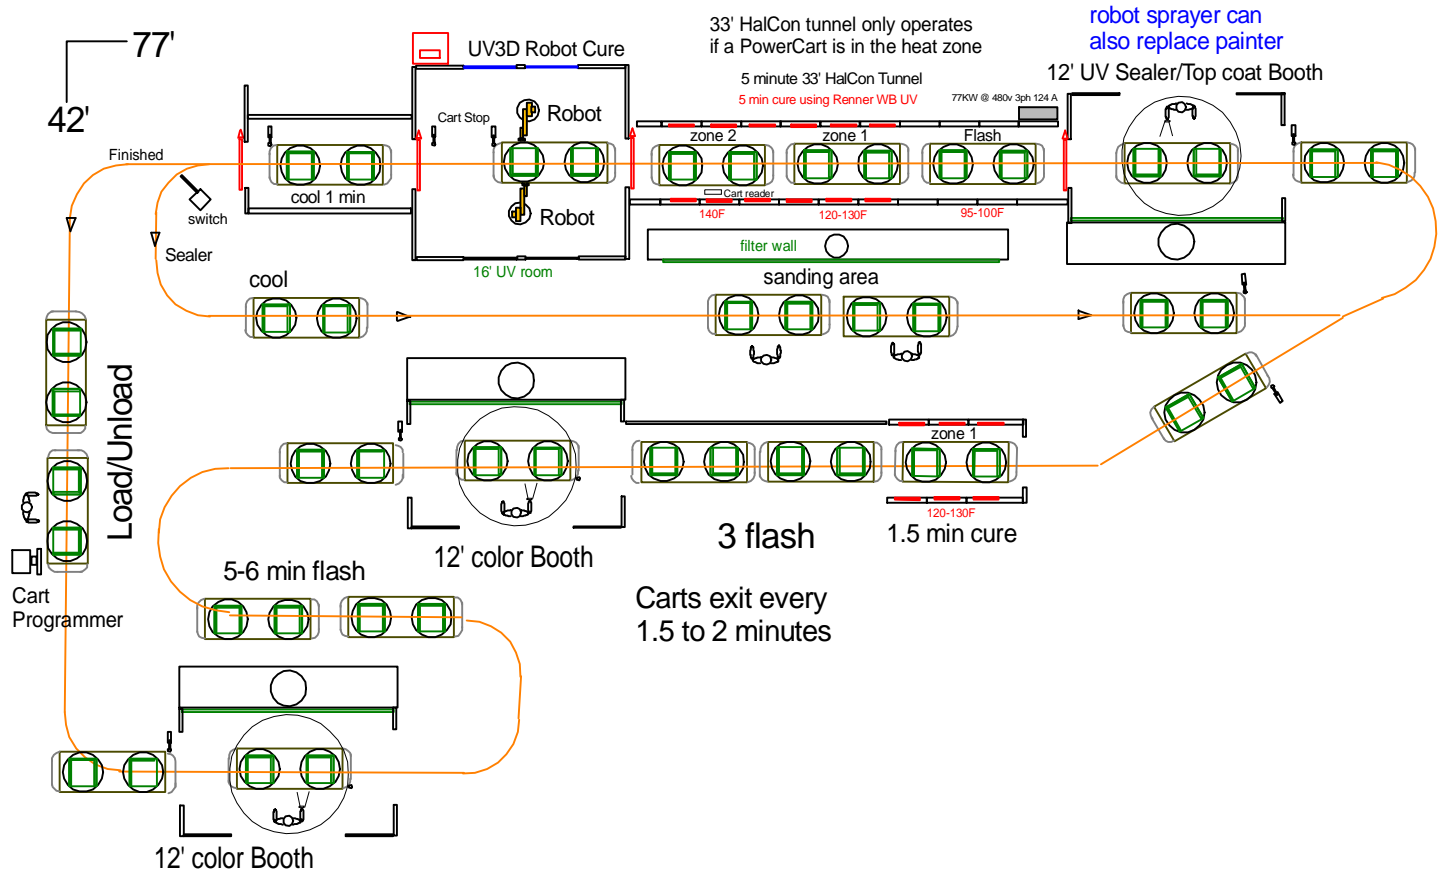 77'
42'
UV3D Robot Cure
33' HalCon tunnel only operates
if a PowerCart is in the heat zone
robot sprayer can
also replace painter
12' UV Sealer/Top coat Booth
5 minute 33' HalCon Tunnel
5 min cure using Renner WB UV
77KW @ 480v 3ph 124 A
Cart Stop
Robot
zone 2
zone 1
Flash
Finished
cool 1 min
switch
Robot
Cart reader
140F
120-130F
95-100F
Sealer
filter wall
16' UV room
cool
sanding area
Load/Unload
zone 1
120-130F
3 flash
1.5 min cure
12' color Booth
5-6 min flash
Cart
Programmer
Carts exit every
1.5 to 2 minutes
12' color Booth